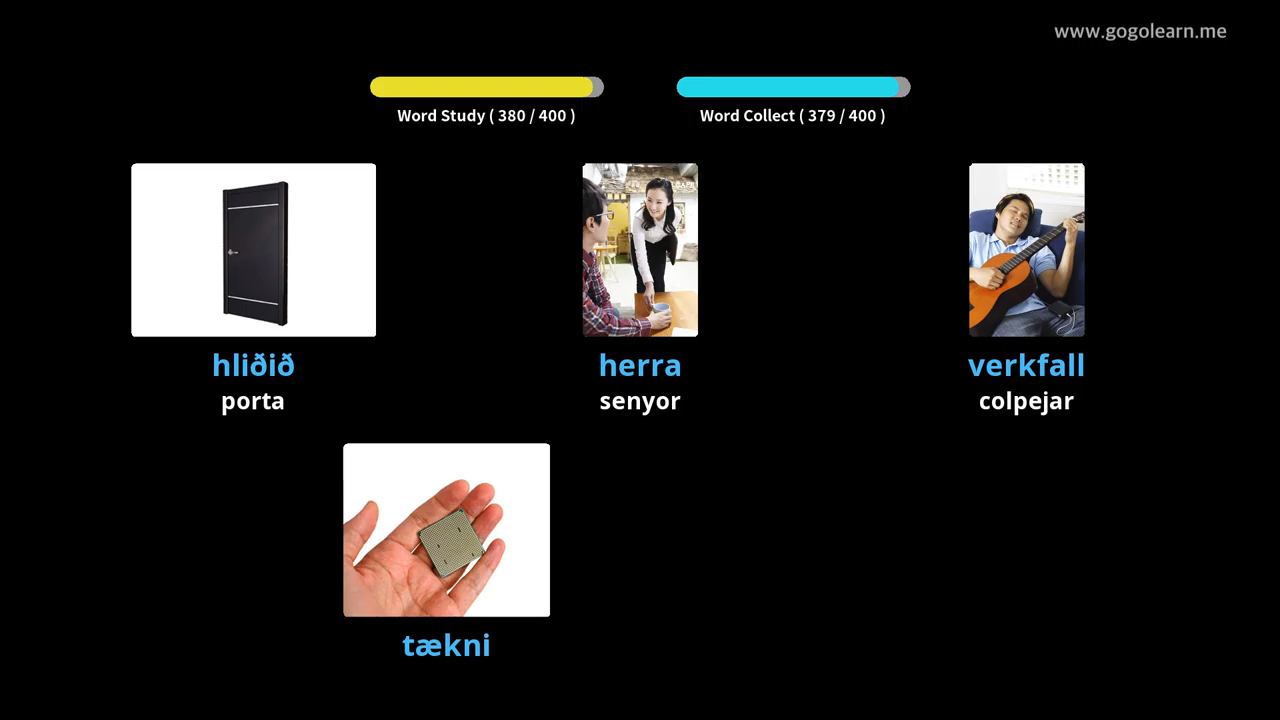 www.gogolearn.me
Word Study ( 380 / 400 )
Word Collect ( 379 / 400 )
hliðið
porta
herra
senyor
verkfall
colpejar
tækni